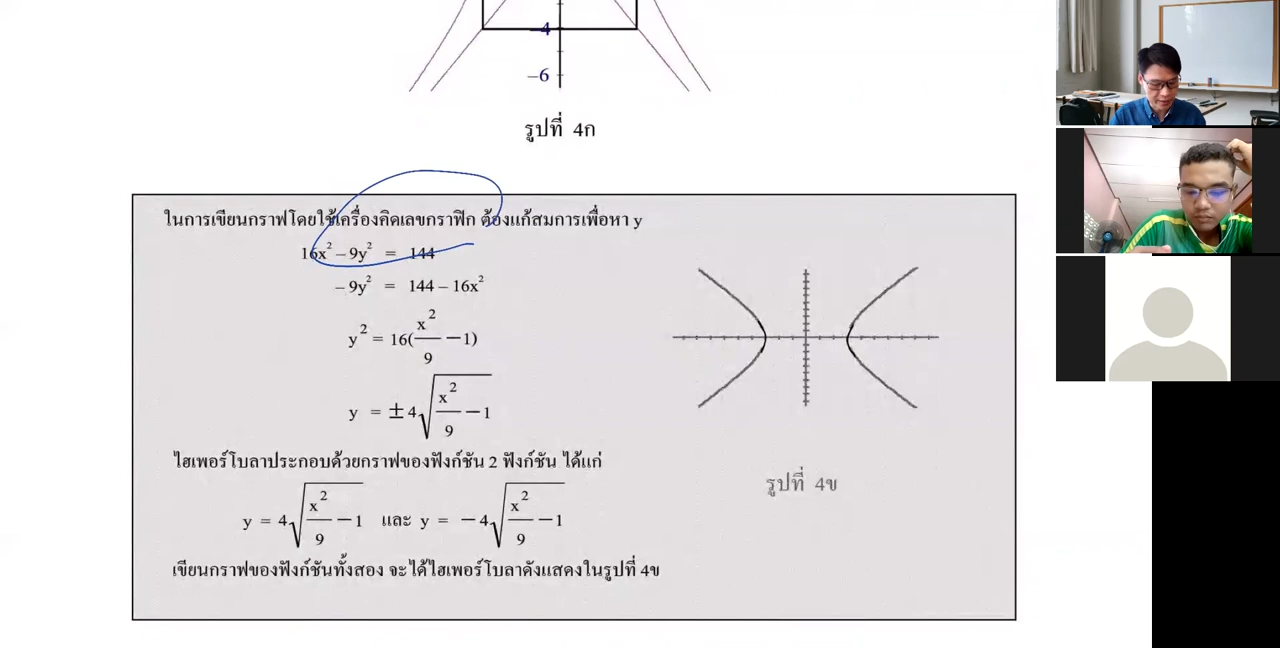 –4
–6
รูปที่ 4ก
ในการเขียนกราฟโดยใช้เครื่องคิดเลขกราฟิก ต้องแก้สมการเพื่อหา y
16x² – 9y² = 144
– 9y² = 144 – 16x²
y² = 16(x²/9 – 1)
y = ±4√(x²/9 – 1)
ไฮเพอร์โบลาประกอบด้วยกราฟของฟังก์ชัน 2 ฟังก์ชัน ได้แก่
y = 4√(x²/9 – 1) และ y = –4√(x²/9 – 1)
เขียนกราฟของฟังก์ชันทั้งสอง จะได้ไฮเพอร์โบลาดังแสดงในรูปที่ 4ข
รูปที่ 4ข